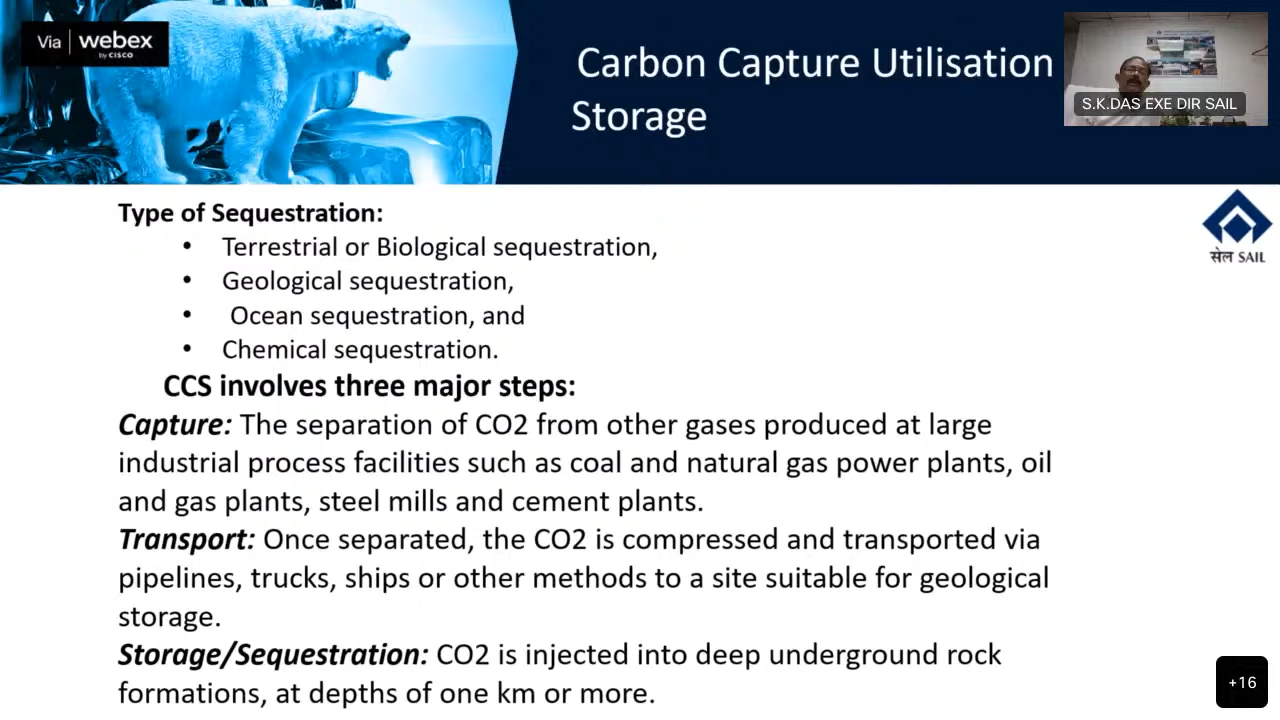 Via | webex
by CISCO
Carbon Capture Utilisation
Storage
S.K.DAS EXE DIR SAIL
सेल SAIL
Type of Sequestration:
• Terrestrial or Biological sequestration,
• Geological sequestration,
• Ocean sequestration, and
• Chemical sequestration.
CCS involves three major steps:
Capture: The separation of CO2 from other gases produced at large
industrial process facilities such as coal and natural gas power plants, oil
and gas plants, steel mills and cement plants.
Transport: Once separated, the CO2 is compressed and transported via
pipelines, trucks, ships or other methods to a site suitable for geological
storage.
Storage/Sequestration: CO2 is injected into deep underground rock
formations, at depths of one km or more.
+16